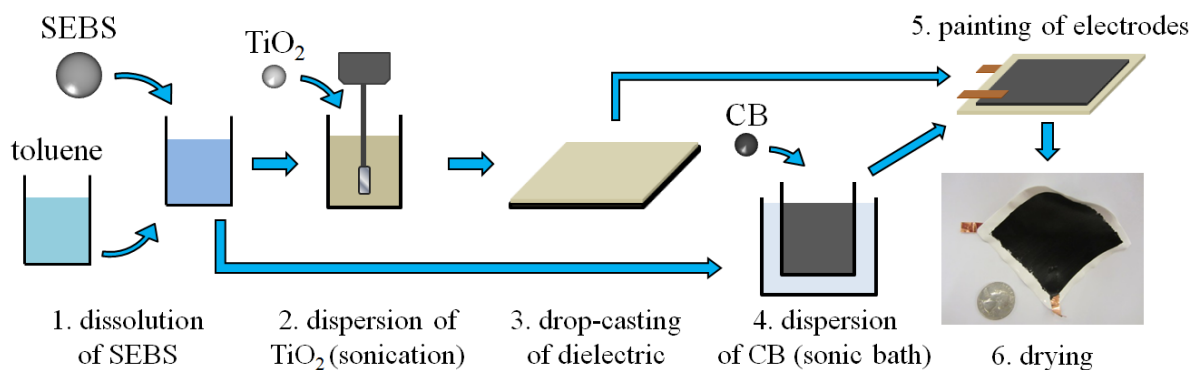 SEBS
TiO₂
5. painting of electrodes
toluene
CB
1. dissolution
of SEBS
2. dispersion of
TiO₂ (sonication)
3. drop-casting
of dielectric
4. dispersion
of CB (sonic bath)
6. drying